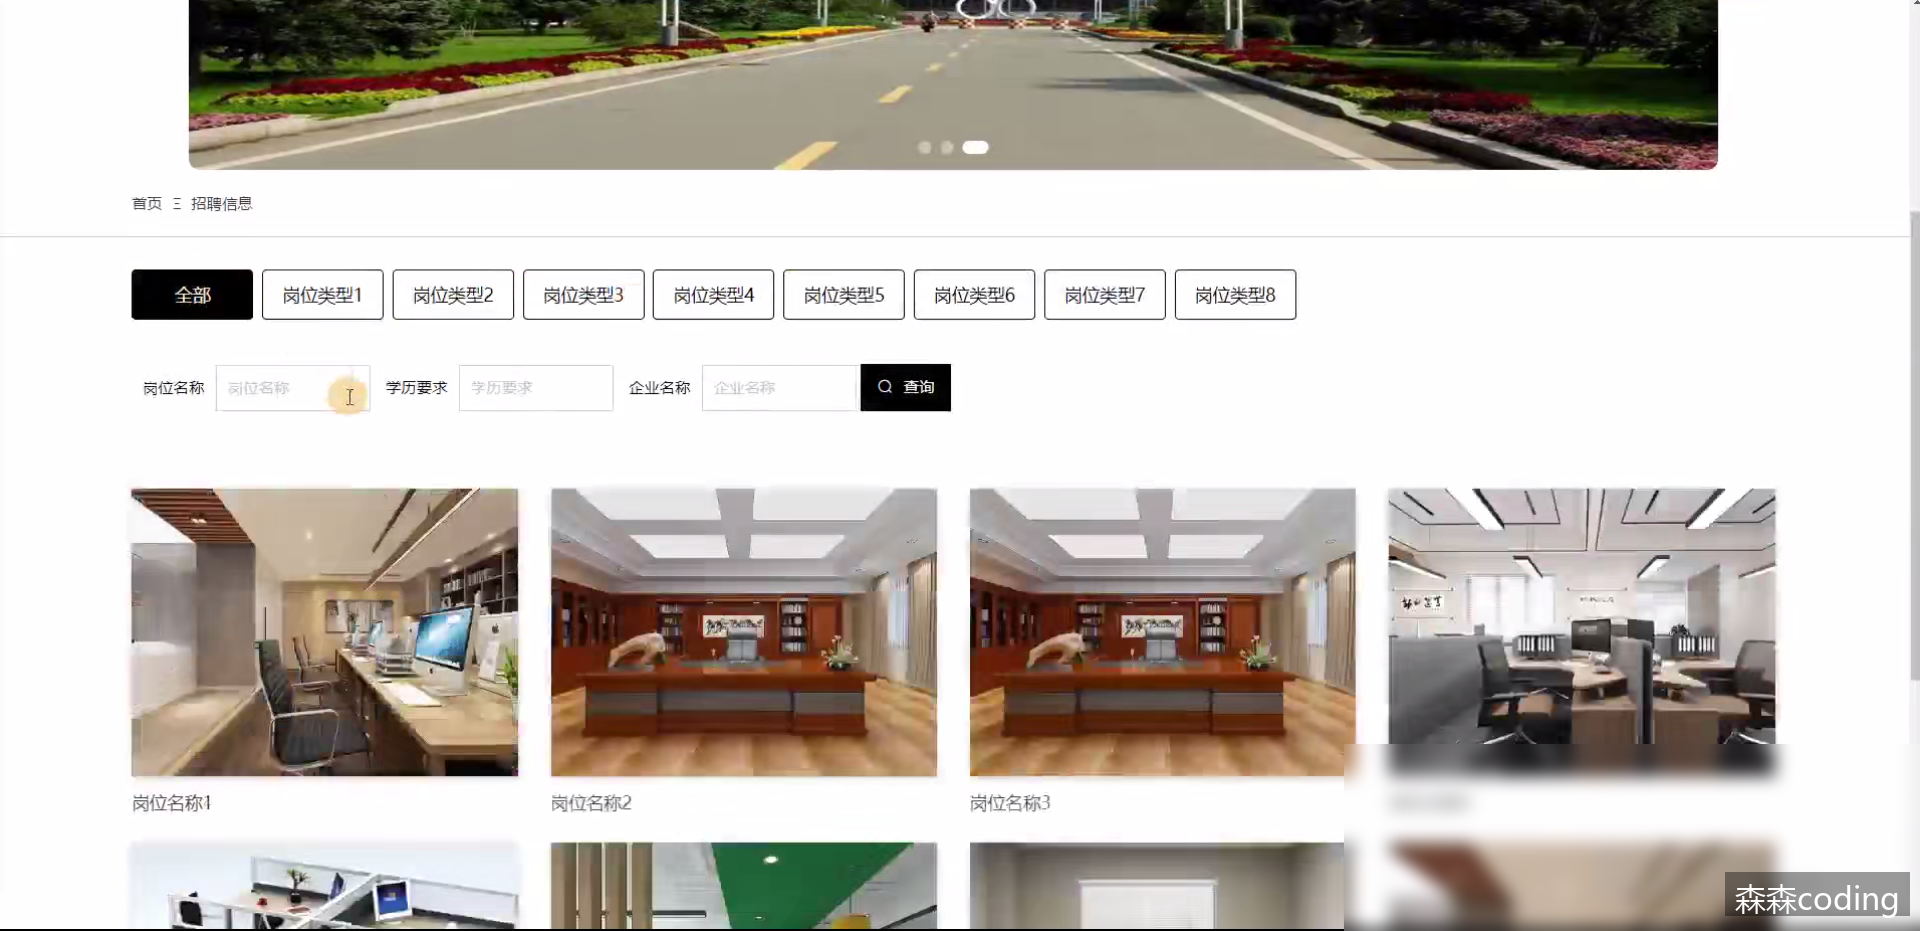 首页 Ξ 招聘信息
全部 岗位类型1 岗位类型2 岗位类型3 岗位类型4 岗位类型5 岗位类型6 岗位类型7 岗位类型8
岗位名称 岗位名称 学历要求 学历要求 企业名称 企业名称 查询
岗位名称1 岗位名称2 岗位名称3
森森coding